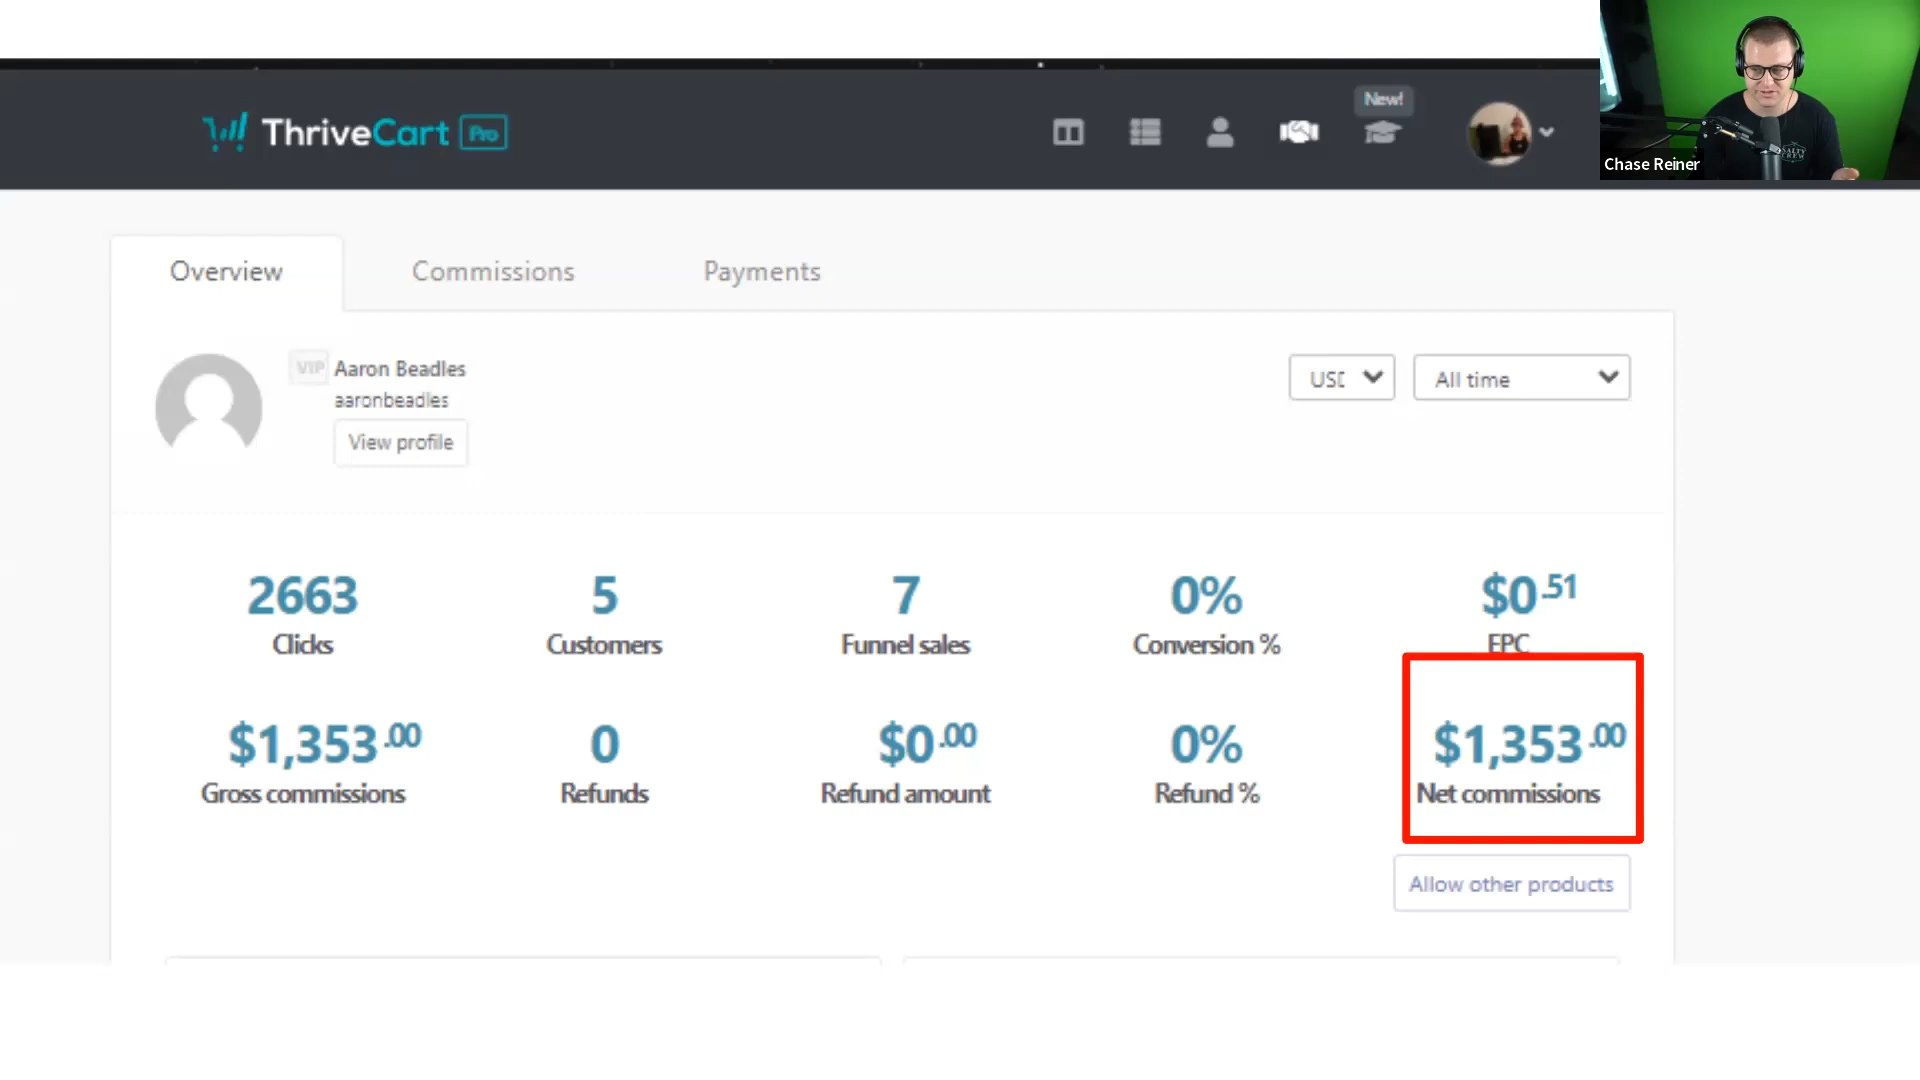 New!
ThriveCart Pro
SALTY CREW
Chase Reiner
Overview Commissions Payments
VIP Aaron Beadles
aaronbeadles
View profile
USD All time
2663 5 7 0% $0.51
Clicks Customers Funnel sales Conversion % EPC
$1,353.00 0 $0.00 0% $1,353.00
Gross commissions Refunds Refund amount Refund % Net commissions
Allow other products